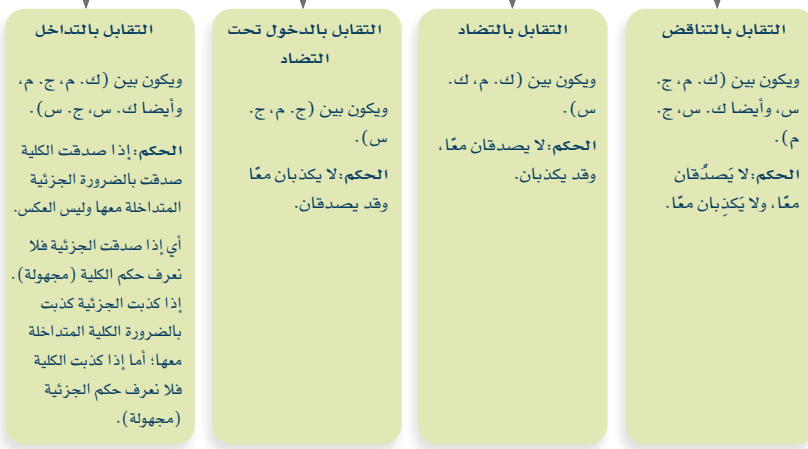 التقابل بالتناقض
ويكون بين (ك. م، ج.
س، وأيضا ك. س، ج.
م).
الحكم: لا يَصدُقان
معًا، ولا يَكذِبان معًا.
التقابل بالتضاد
ويكون بين (ك. م، ك.
س).
الحكم: لا يصدقان معًا،
وقد يكذبان.
التقابل بالدخول تحت
التضاد
ويكون بين (ج. م، ج.
س).
الحكم: لا يكذبان معًا
وقد يصدقان.
التقابل بالتداخل
ويكون بين (ك. م، ج. م،
وأيضا ك. س، ج. س).
الحكم: إذا صدقت الكلية
صدقت بالضرورة الجزئية
المتداخلة معها وليس العكس.
أي إذا صدقت الجزئية فلا
نعرف حكم الكلية (مجهولة).
إذا كذبت الجزئية كذبت
بالضرورة الكلية المتداخلة
معها؛ أما إذا كذبت الكلية
فلا نعرف حكم الجزئية
(مجهولة).